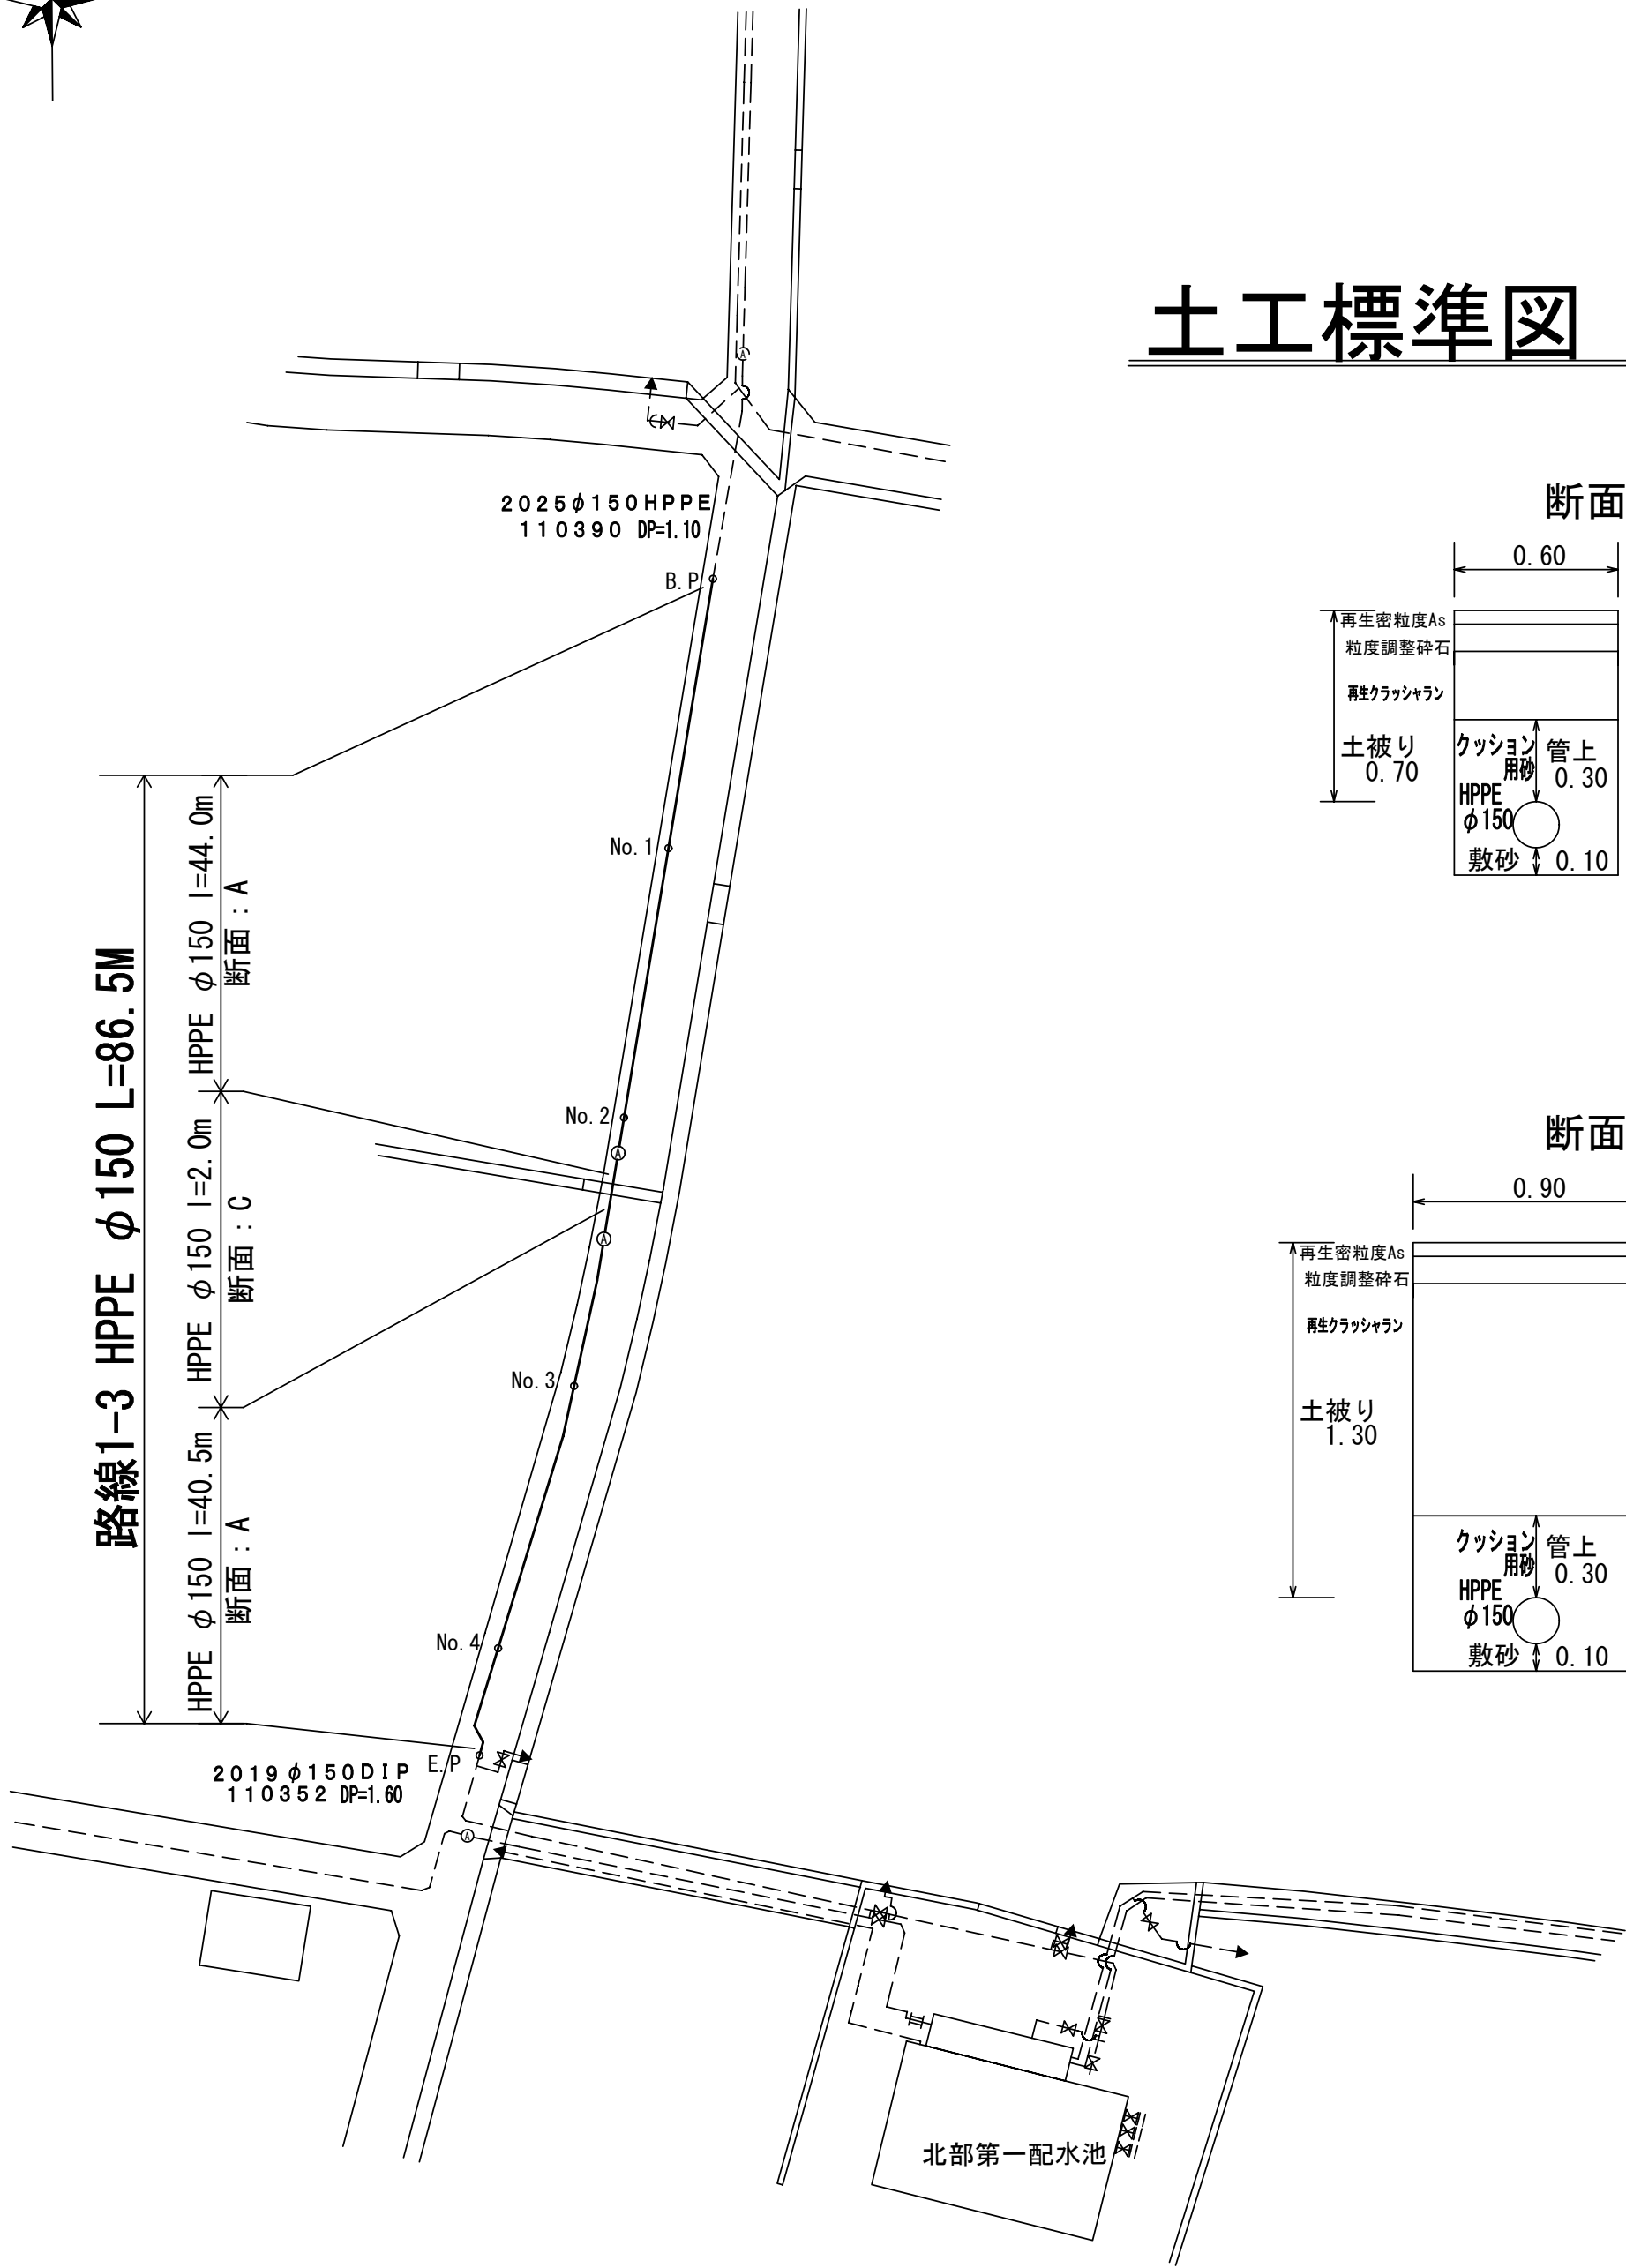 土工標準図
2025φ150HPPE
110390 DP=1.10
B.P
No.1
No.2
No.3
No.4
E.P
2019φ150DIP
110352 DP=1.60
路線1-3 HPPE φ150 L=86.5M
HPPE φ150 l=44.0m
断面:A
HPPE φ150 l=2.0m
断面:C
HPPE φ150 l=40.5m
断面:A
A
A
A
A
北部第一配水池
断面
0.60
再生密粒度As
粒度調整砕石
再生クラッシャラン
土被り
0.70
クッション
用砂
管上
0.30
HPPE
φ150
敷砂 0.10
断面
0.90
再生密粒度As
粒度調整砕石
再生クラッシャラン
土被り
1.30
クッション
用砂
管上
0.30
HPPE
φ150
敷砂 0.10